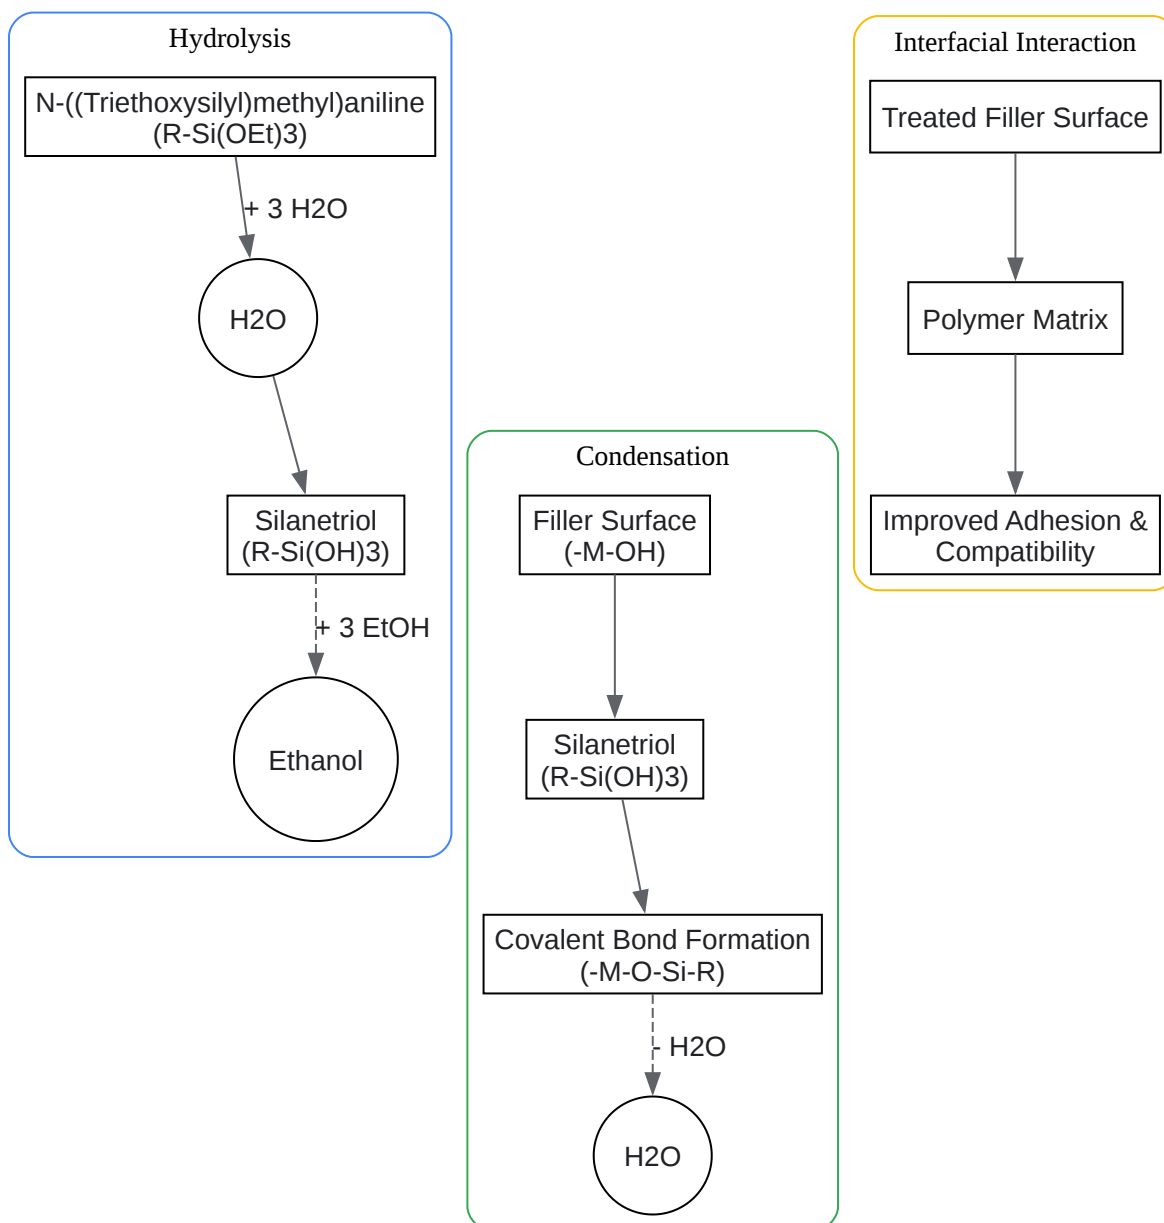 Hydrolysis
N-((Triethoxysilyl)methyl)aniline
(R-Si(OEt)3)
+ 3 H2O
H2O
Silanetriol
(R-Si(OH)3)
+ 3 EtOH
Ethanol
Condensation
Filler Surface
(-M-OH)
Silanetriol
(R-Si(OH)3)
Covalent Bond Formation
(-M-O-Si-R)
- H2O
H2O
Interfacial Interaction
Treated Filler Surface
Polymer Matrix
Improved Adhesion &
Compatibility